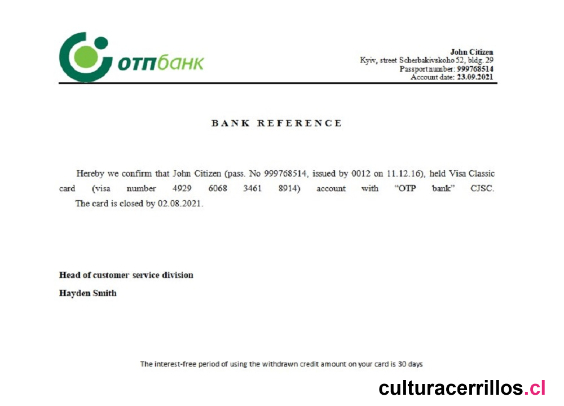 отпбанк
John Citizen
Kyiv, street Scherbakivskoho 52, bldg. 29
Passport number: 999768514
Account date: 23.09.2021
BANK REFERENCE
Hereby we confirm that John Citizen (pass. No 999768514, issued by 0012 on 11.12.16), held Visa Classic
card (visa number 4929 6068 3461 8914) account with "OTP bank" CJSC.
The card is closed by 02.08.2021.
Head of customer service division
Hayden Smith
The interest-free period of using the withdrawn credit amount on your card is 30 days
culturacerrillos.cl